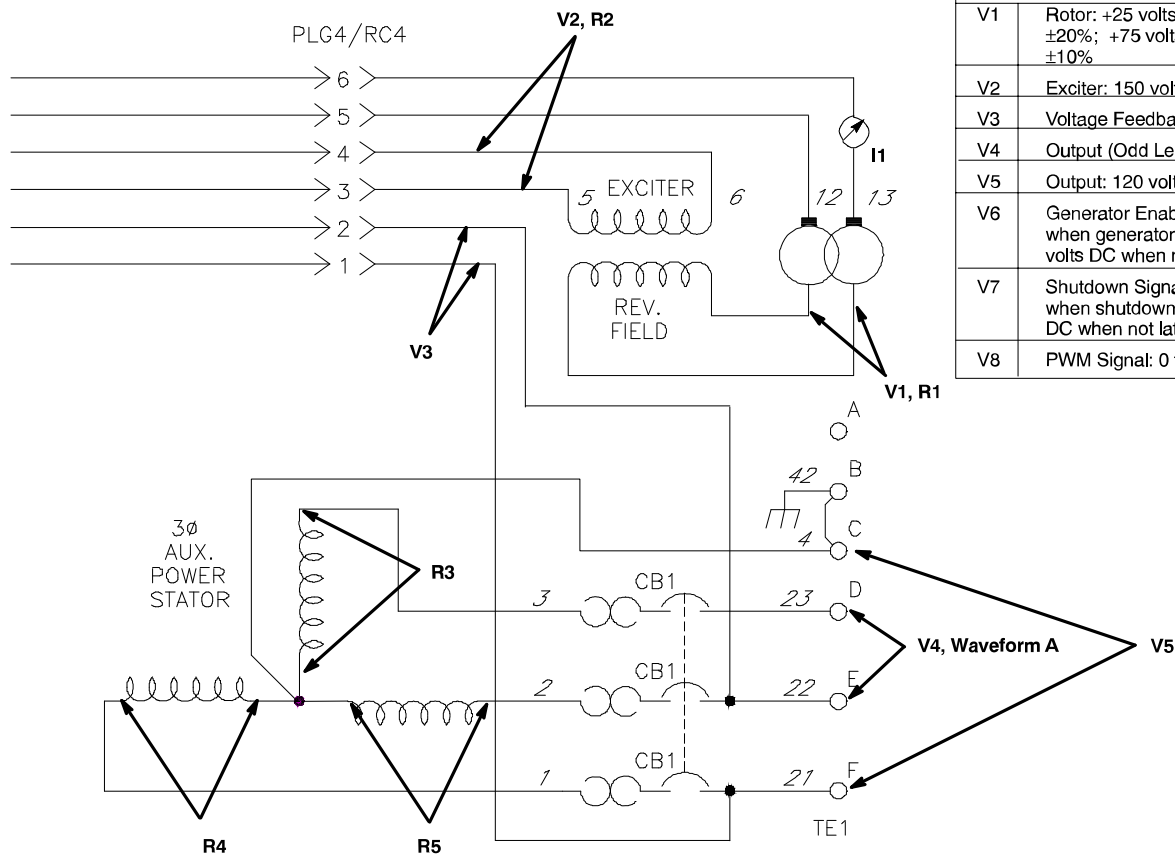 V1 Rotor: +25 volts
±20%; +75 volt
±10%
V2 Exciter: 150 vol
V3 Voltage Feedba
V4 Output (Odd Le
V5 Output: 120 volt
V6 Generator Enab
when generator
volts DC when n
V7 Shutdown Signa
when shutdown
DC when not lat
V8 PWM Signal: 0
V2, R2
PLG4/RC4
6
5
4
3
2
1
I1
5 EXCITER 6
12 13
REV.
FIELD
V3
V1, R1
A
42 B
4 C
3ø
AUX.
POWER
STATOR
R3
3 CB1 23 D
V4, Waveform A
V5
2 CB1 22 E
1 CB1 21 F
TE1
R4
R5